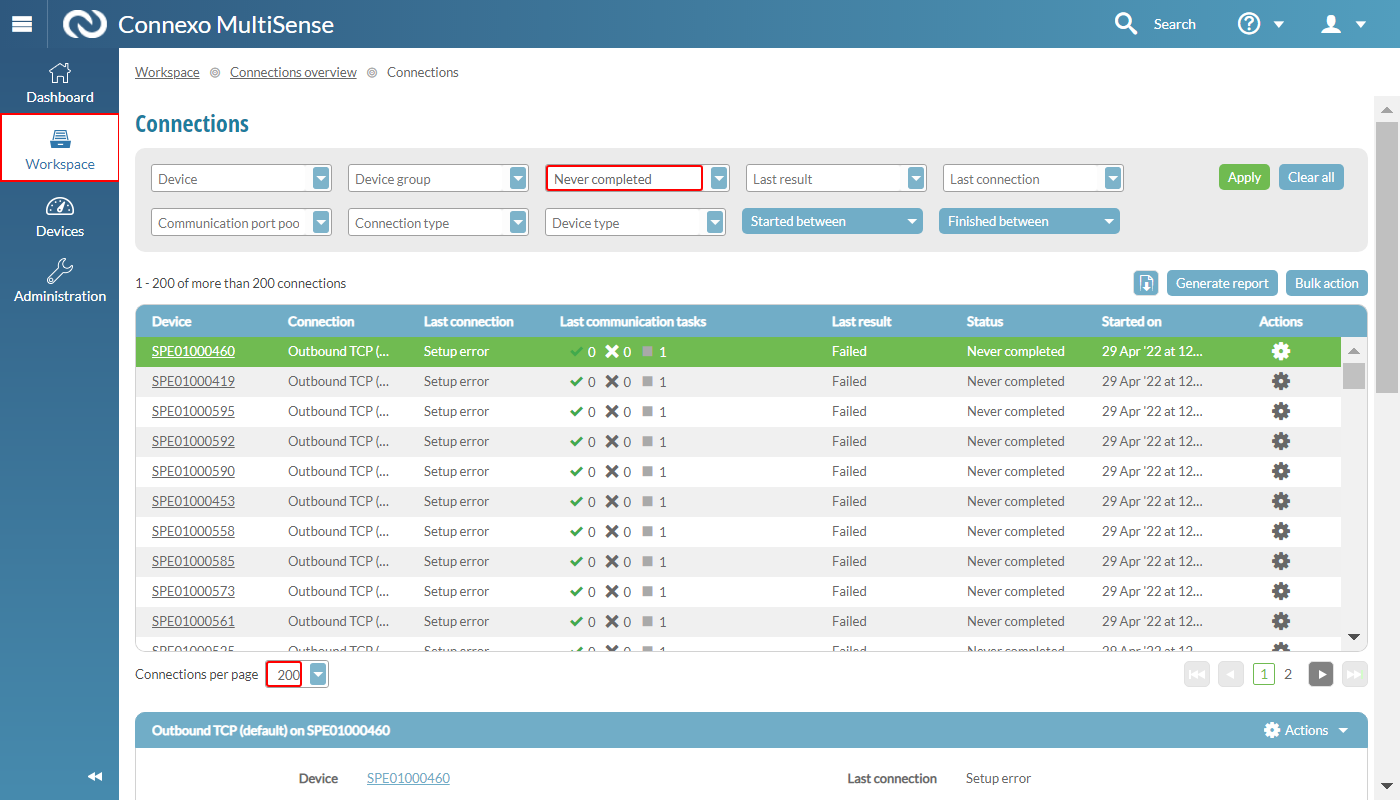 Connexo MultiSense
Search
Dashboard
Workspace
Devices
Administration
Workspace Connections overview Connections
Connections
Device Device group Never completed Last result Last connection Apply Clear all
Communication port poo Connection type Device type Started between Finished between
1 - 200 of more than 200 connections Generate report Bulk action
Device Connection Last connection Last communication tasks Last result Status Started on Actions
SPE01000460 Outbound TCP (... Setup error 0 0 1 Failed Never completed 29 Apr '22 at 12...
SPE01000419 Outbound TCP (... Setup error 0 0 1 Failed Never completed 29 Apr '22 at 12...
SPE01000595 Outbound TCP (... Setup error 0 0 1 Failed Never completed 29 Apr '22 at 12...
SPE01000592 Outbound TCP (... Setup error 0 0 1 Failed Never completed 29 Apr '22 at 12...
SPE01000590 Outbound TCP (... Setup error 0 0 1 Failed Never completed 29 Apr '22 at 12...
SPE01000453 Outbound TCP (... Setup error 0 0 1 Failed Never completed 29 Apr '22 at 12...
SPE01000558 Outbound TCP (... Setup error 0 0 1 Failed Never completed 29 Apr '22 at 12...
SPE01000585 Outbound TCP (... Setup error 0 0 1 Failed Never completed 29 Apr '22 at 12...
SPE01000573 Outbound TCP (... Setup error 0 0 1 Failed Never completed 29 Apr '22 at 12...
SPE01000561 Outbound TCP (... Setup error 0 0 1 Failed Never completed 29 Apr '22 at 12...
Connections per page 200 1 2
Outbound TCP (default) on SPE01000460 Actions
Device SPE01000460 Last connection Setup error